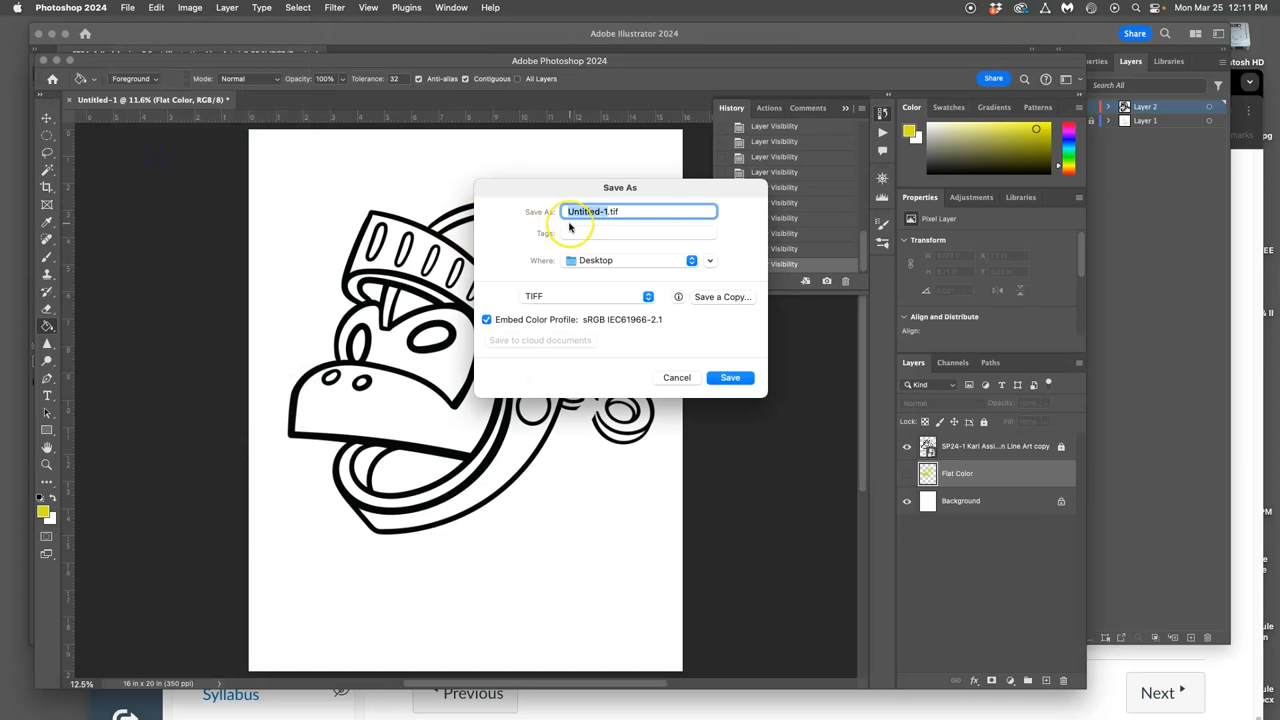 Photoshop 2024 File Edit Image Layer Type Select Filter View Plugins Window Help Mon Mar 25 12:11 PM
Adobe Illustrator 2024
Share
Adobe Photoshop 2024
Foreground Mode: Normal Opacity: 100% Tolerance: 32 Anti-alias Contiguous All Layers
Share
Layers Libraries
Search All
Layer 2
Layer 1
Untitled-1 @ 11.6% (Flat Color, RGB/8) *
History Actions Comments
Color Swatches Gradients Patterns
Layer Visibility
Layer Visibility
Layer Visibility
Layer Visibility
Layer Visibility
Save As
Save As: Untitled-1.tif
Tags:
Where: Desktop
TIFF
Save a Copy...
Embed Color Profile: sRGB IEC61966-2.1
Save to cloud documents
Cancel Save
Properties Adjustments Libraries
Pixel Layer
Transform
Align and Distribute
Align:
Layers Channels Paths
Kind
Normal Opacity:
Lock: Fill:
SP24-1 Karl Assi...n Line Art copy
Flat Color
Background
12.5% 16 in x 20 in (150 ppi)
Syllabus
Previous
Next